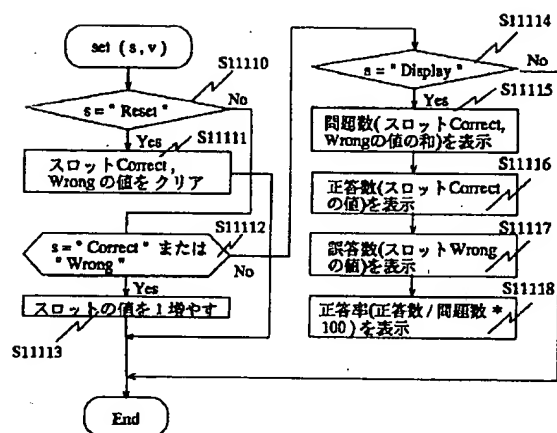 set (s, v)
S11110
s = " Reset "
No
Yes
S11111
スロットCorrect,
Wrong の値をクリア
S11112
s = " Correct " または
" Wrong "
No
Yes
スロットの値を1増やす
S11113
End
S11114
s = " Display "
No
Yes
S11115
問題数(スロットCorrect,
Wrongの値の和)を表示
S11116
正答数(スロットCorrect
の値)を表示
S11117
誤答数(スロットWrong
の値)を表示
S11118
正答率(正答数 / 問題数 *
100 ) を表示